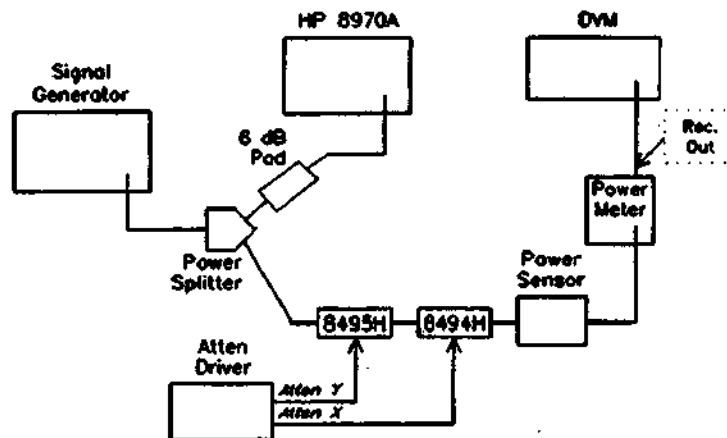 HP 8970A
DVM
Signal
Generator
6 dB
Pad
Rec.
Out
Power
Meter
Power
Splitter
Power
Sensor
8495H
8494H
Atten
Driver
Atten Y
Atten X